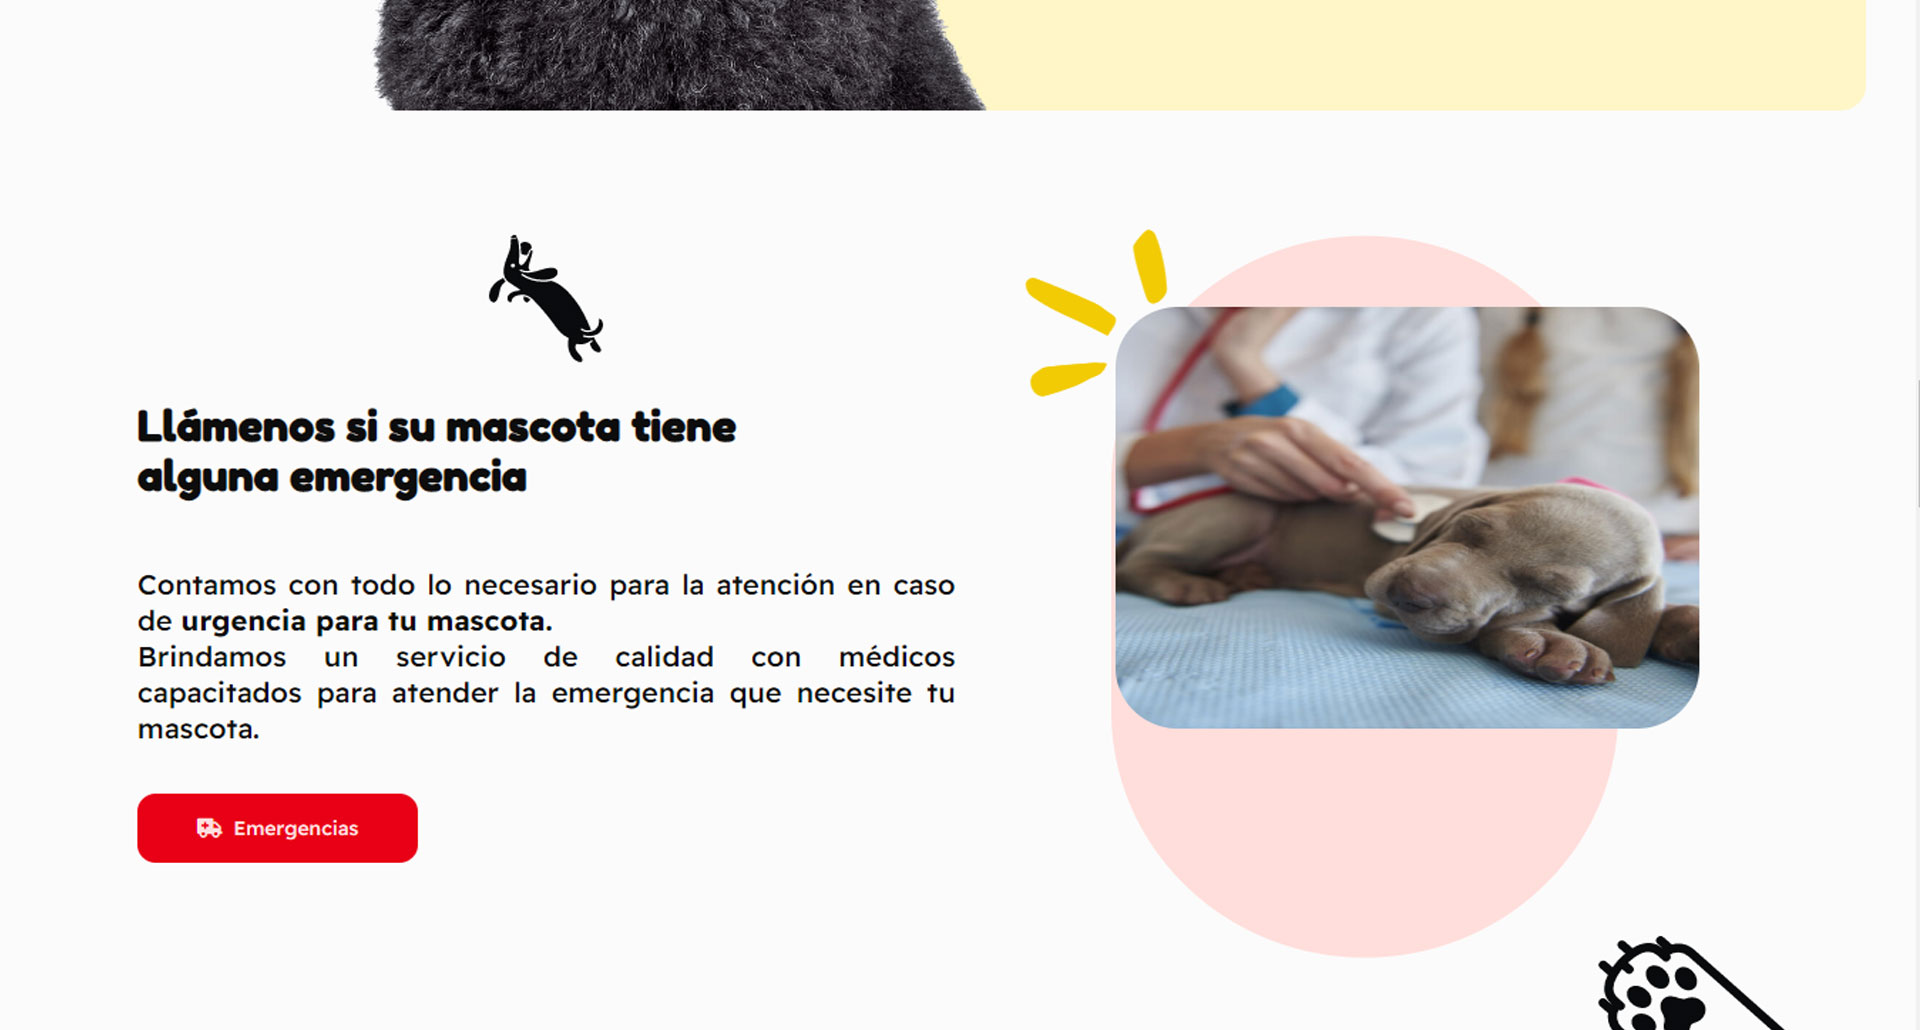 Llámenos si su mascota tiene
alguna emergencia
Contamos con todo lo necesario para la atención en caso
de urgencia para tu mascota.
Brindamos un servicio de calidad con médicos
capacitados para atender la emergencia que necesite tu
mascota.
Emergencias